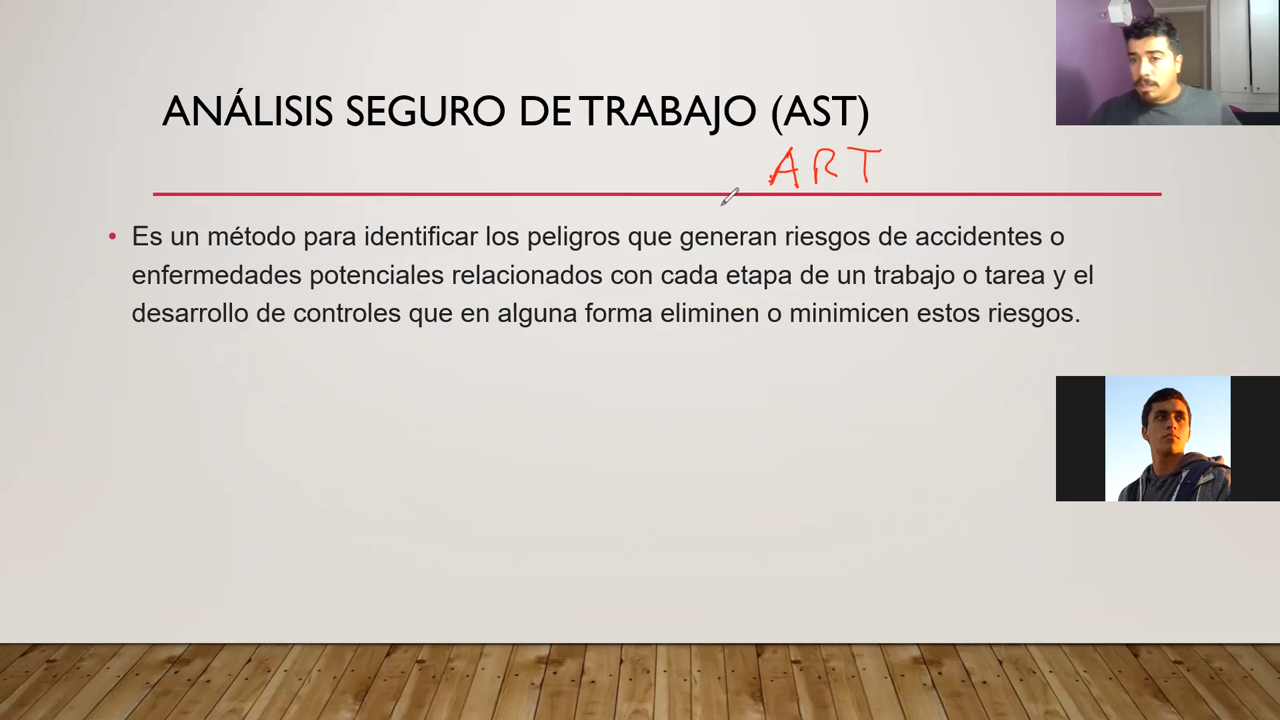 ANÁLISIS SEGURO DE TRABAJO (AST)
ART
• Es un método para identificar los peligros que generan riesgos de accidentes o
enfermedades potenciales relacionados con cada etapa de un trabajo o tarea y el
desarrollo de controles que en alguna forma eliminen o minimicen estos riesgos.